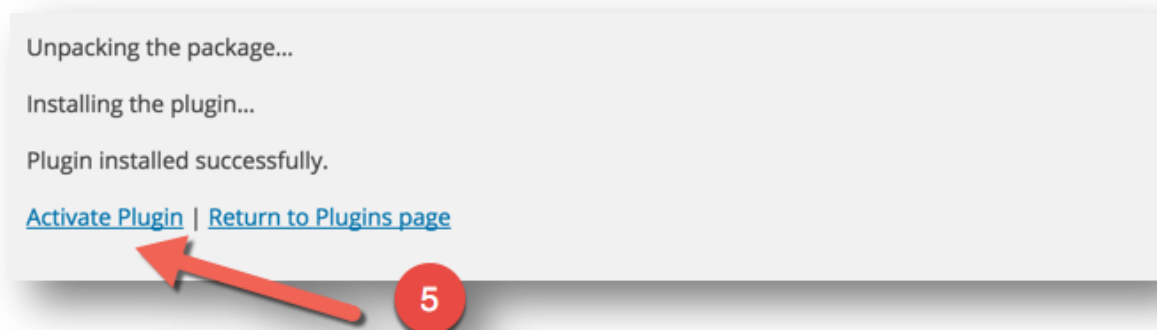 Unpacking the package...
Installing the plugin...
Plugin installed successfully.
Activate Plugin | Return to Plugins page
5